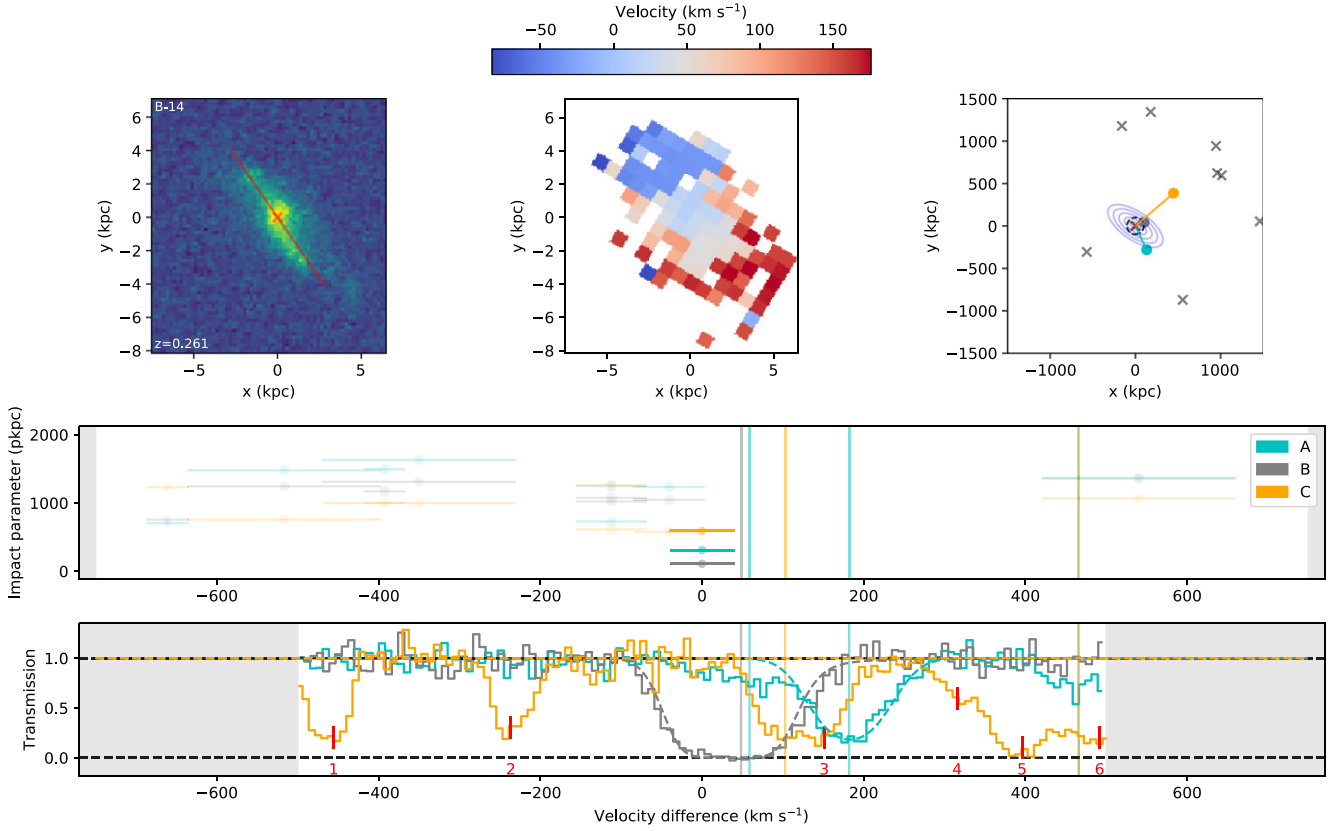 Velocity (km s⁻¹)
−50 0 50 100 150
B-14
z=0.261
6
4
2
0
−2
−4
−6
−8
y (kpc)
−5 0 5
x (kpc)
6
4
2
0
−2
−4
−6
−8
y (kpc)
−5 0 5
x (kpc)
1500
1000
500
0
−500
−1000
−1500
y (kpc)
−1000 0 1000
x (kpc)
Impact parameter (pkpc)
2000
1000
0
A
B
C
−600 −400 −200 0 200 400 600
Transmission
1.0
0.5
0.0
1 2 3 4 5 6
−600 −400 −200 0 200 400 600
Velocity difference (km s⁻¹)